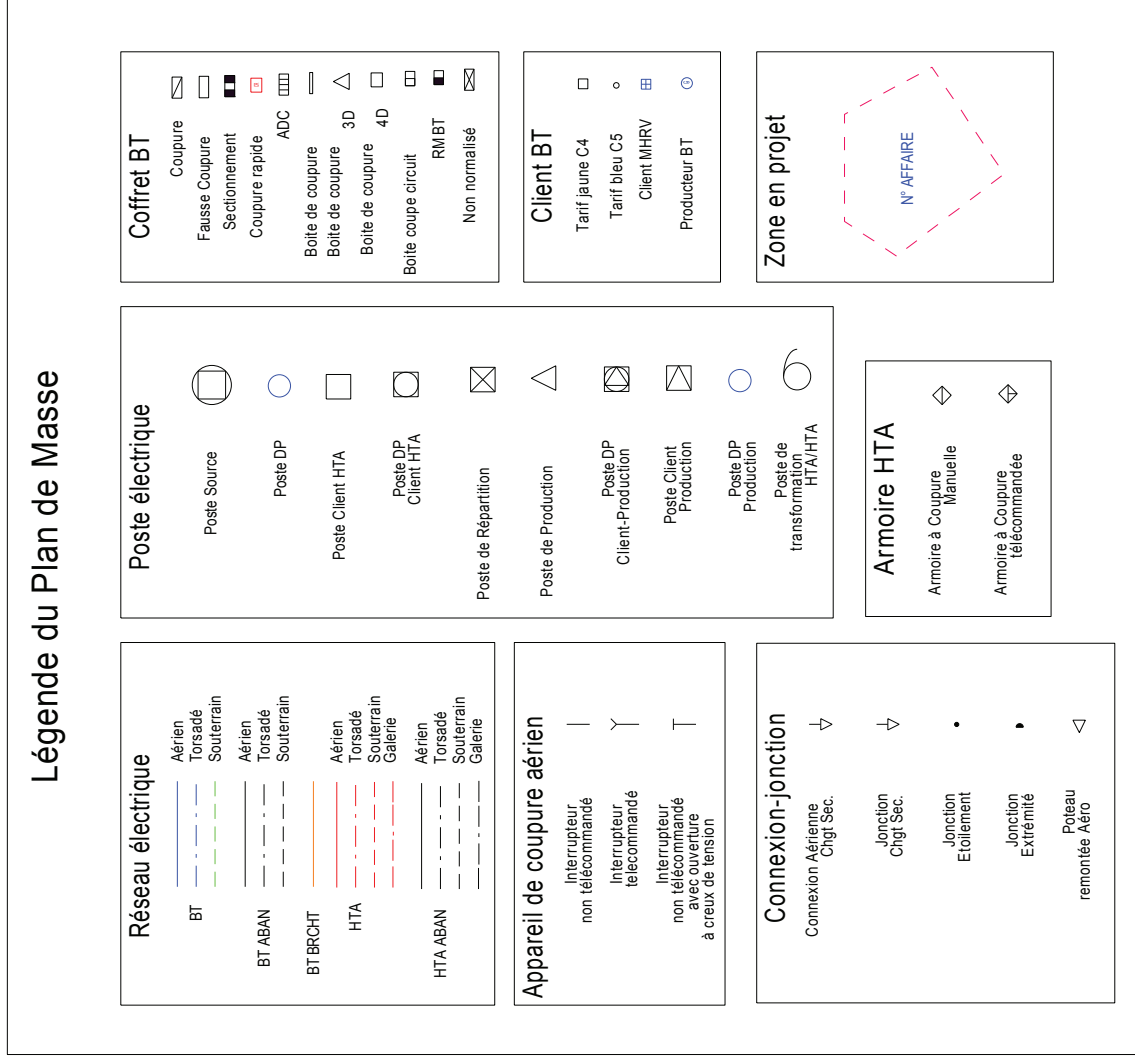 Légende du Plan de Masse
Réseau électrique
BT
Aérien
Torsadé
Souterrain
BT ABAN
Aérien
Torsadé
Souterrain
BT BRCHT
HTA
Aérien
Torsadé
Souterrain
Galerie
HTA ABAN
Aérien
Torsadé
Souterrain
Galerie
Poste électrique
Poste Source
Poste DP
Poste Client HTA
Poste DP
Client HTA
Poste de Répartition
Poste de Production
Poste DP
Client-Production
Poste Client
Production
Poste DP
Production
Poste de
transformation
HTA/HTA
Coffret BT
Coupure
Fausse Coupure
Sectionnement
Coupure rapide
ADC
Boite de coupure
Boite de coupure
3D
Boite de coupure
4D
Boite coupe circuit
RM BT
Non normalisé
Appareil de coupure aérien
Interrupteur
non télécommandé
Interrupteur
telecommandé
Interrupteur
non télécommandé
avec ouverture
à creux de tension
Client BT
Tarif jaune C4
Tarif bleu C5
Client MHRV
Producteur BT
Connexion-jonction
Connexion Aérienne
Chgt Sec.
Jonction
Chgt Sec.
Jonction
Etoilement
Jonction
Extrémité
Poteau
remontée Aéro
Armoire HTA
Armoire à Coupure
Manuelle
Armoire à Coupure
télécommandée
Zone en projet
N° AFFAIRE